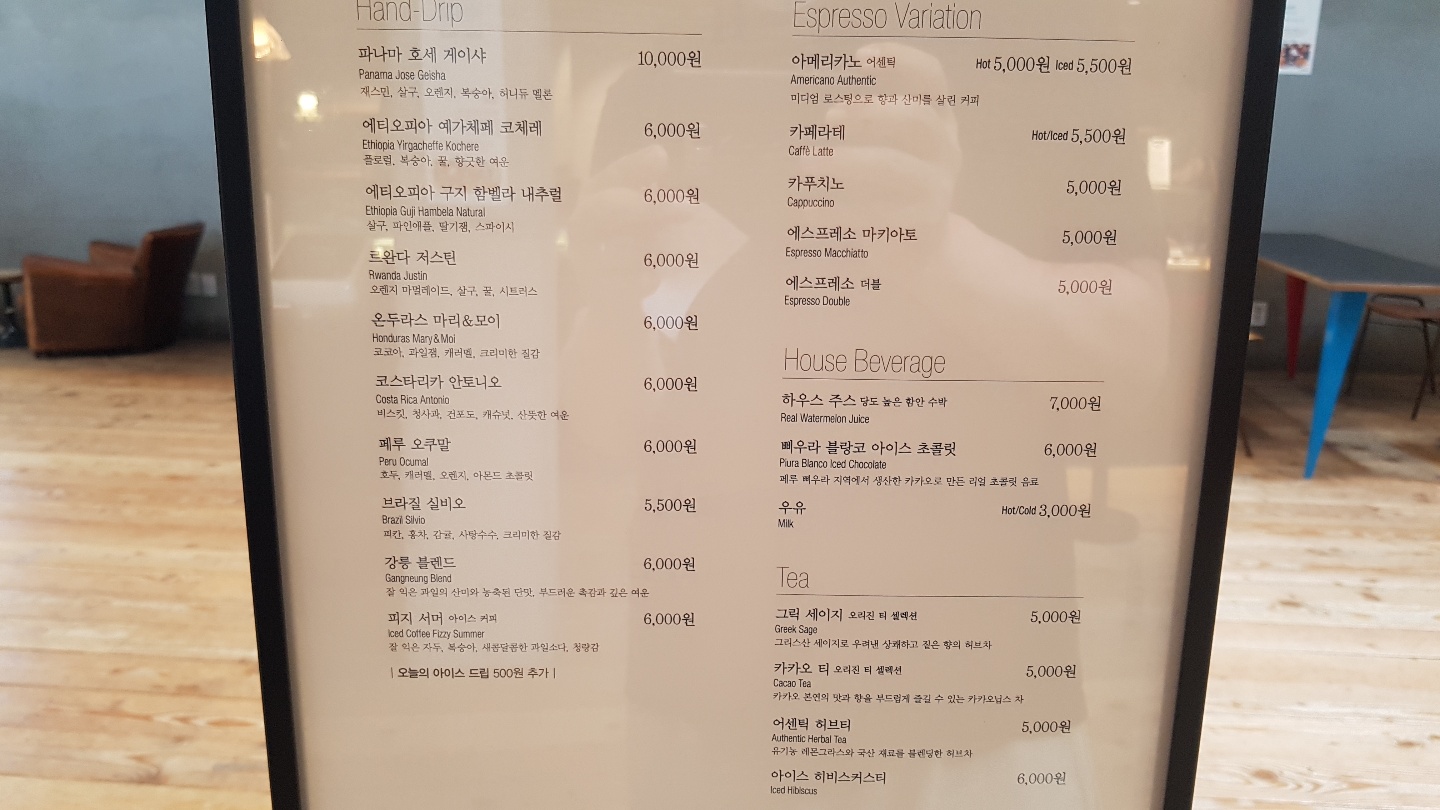 Hand-Drip
파나마 호세 게이샤 10,000원
Panama Jose Geisha
재스민, 살구, 오렌지, 복숭아, 허니듀 멜론
에티오피아 예가체페 코체레 6,000원
Ethiopia Yirgacheffe Kochere
플로럴, 복숭아, 꿀, 향긋한 여운
에티오피아 구지 함벨라 내추럴 6,000원
Ethiopia Guji Hambela Natural
살구, 파인애플, 딸기잼, 스파이시
르완다 저스틴 6,000원
Rwanda Justin
오렌지 마멀레이드, 살구, 꿀, 시트러스
온두라스 마리&모이 6,000원
Honduras Mary&Moi
코코아, 과일잼, 캐러멜, 크리미한 질감
코스타리카 안토니오 6,000원
Costa Rica Antonio
비스킷, 청사과, 건포도, 캐슈넛, 산뜻한 여운
페루 오쿠말 6,000원
Peru Ocumal
호두, 캐러멜, 오렌지, 아몬드 초콜릿
브라질 실비오 5,500원
Brazil Silvio
피칸, 홍차, 감귤, 사탕수수, 크리미한 질감
강릉 블렌드 6,000원
Gangneung Blend
잘 익은 과일의 산미와 농축된 단맛, 부드러운 촉감과 깊은 여운
피지 서머 아이스 커피 6,000원
Iced Coffee Fizzy Summer
잘 익은 자두, 복숭아, 새콤달콤한 과일소다, 청량감
| 오늘의 아이스 드립 500원 추가 |
Espresso Variation
아메리카노 어센틱 Hot 5,000원 Iced 5,500원
Americano Authentic
미디엄 로스팅으로 향과 산미를 살린 커피
카페라테 Hot/Iced 5,500원
Caffè Latte
카푸치노 5,000원
Cappuccino
에스프레소 마키아토 5,000원
Espresso Macchiatto
에스프레소 더블 5,000원
Espresso Double
House Beverage
하우스 주스 당도 높은 함안 수박 7,000원
Real Watermelon Juice
삐우라 블랑코 아이스 초콜릿 6,000원
Piura Blanco Iced Chocolate
페루 삐우라 지역에서 생산한 카카오로 만든 리얼 초콜릿 음료
우유 Hot/Cold 3,000원
Milk
Tea
그릭 세이지 오리진 티 셀렉션 5,000원
Greek Sage
그리스산 세이지로 우려낸 상쾌하고 짙은 향의 허브차
카카오 티 오리진 티 셀렉션 5,000원
Cacao Tea
카카오 본연의 맛과 향을 부드럽게 즐길 수 있는 카카오닙스 차
어센틱 허브티 5,000원
Authentic Herbal Tea
유기농 레몬그라스와 국산 재료를 블렌딩한 허브차
아이스 히비스커스티 6,000원
Iced Hibiscus